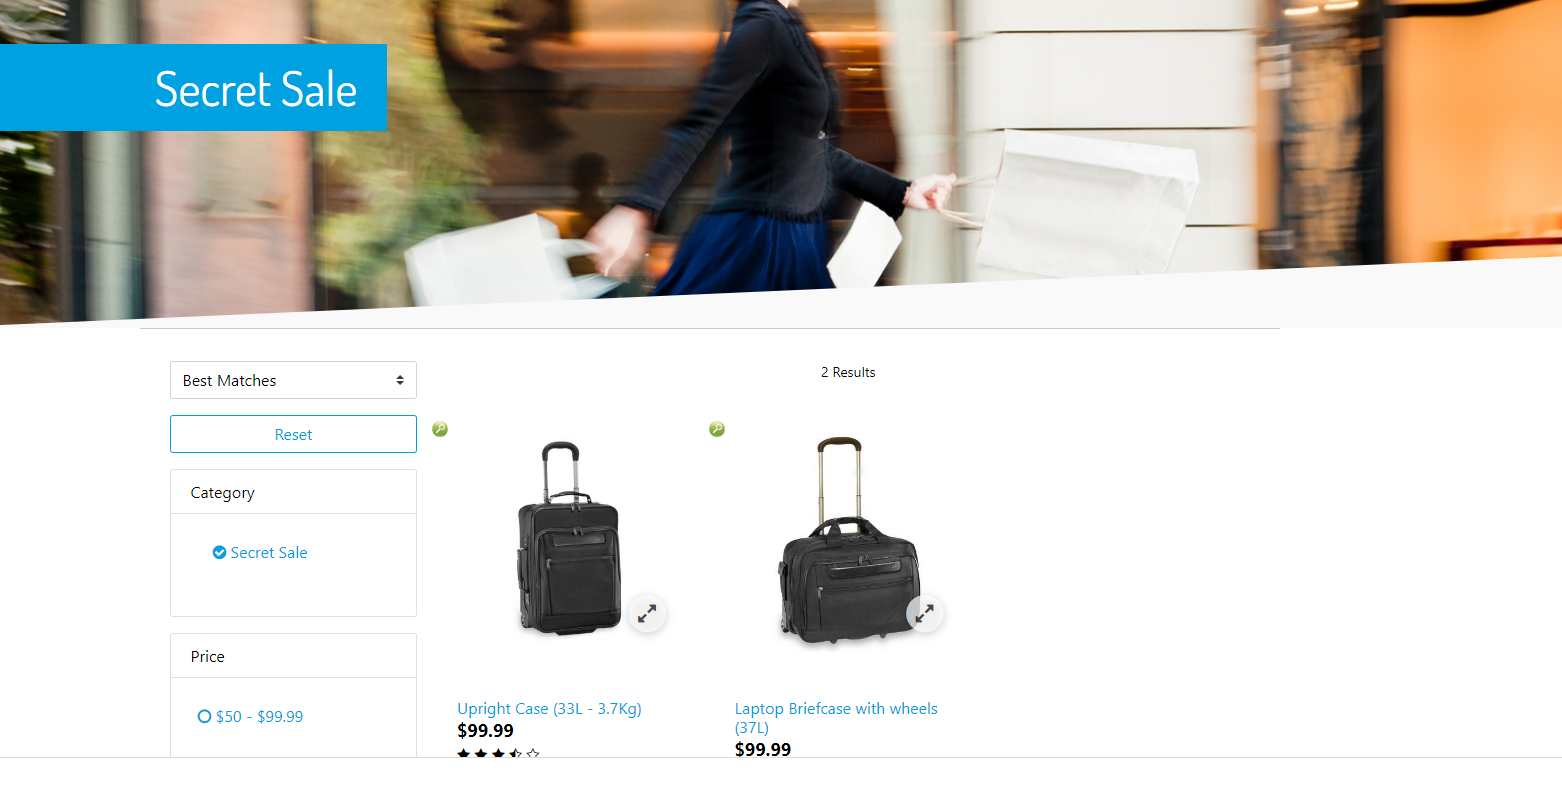 Secret Sale
Best Matches
2 Results
Reset
Category
Secret Sale
Price
$50 - $99.99
Upright Case (33L - 3.7Kg)
$99.99
Laptop Briefcase with wheels
(37L)
$99.99